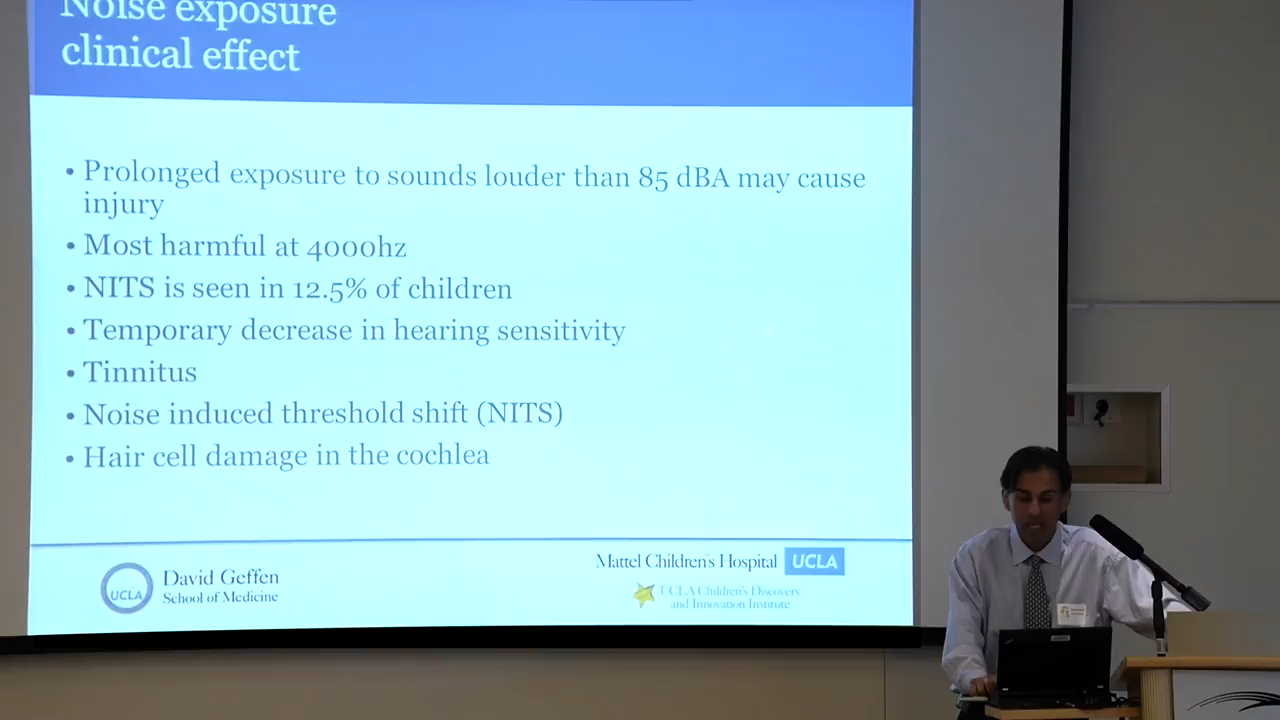 Noise exposure
clinical effect
• Prolonged exposure to sounds louder than 85 dBA may cause
injury
• Most harmful at 4000hz
• NITS is seen in 12.5% of children
• Temporary decrease in hearing sensitivity
• Tinnitus
• Noise induced threshold shift (NITS)
• Hair cell damage in the cochlea
UCLA
David Geffen
School of Medicine
Mattel Children's Hospital UCLA
UCLA Children's Discovery
and Innovation Institute